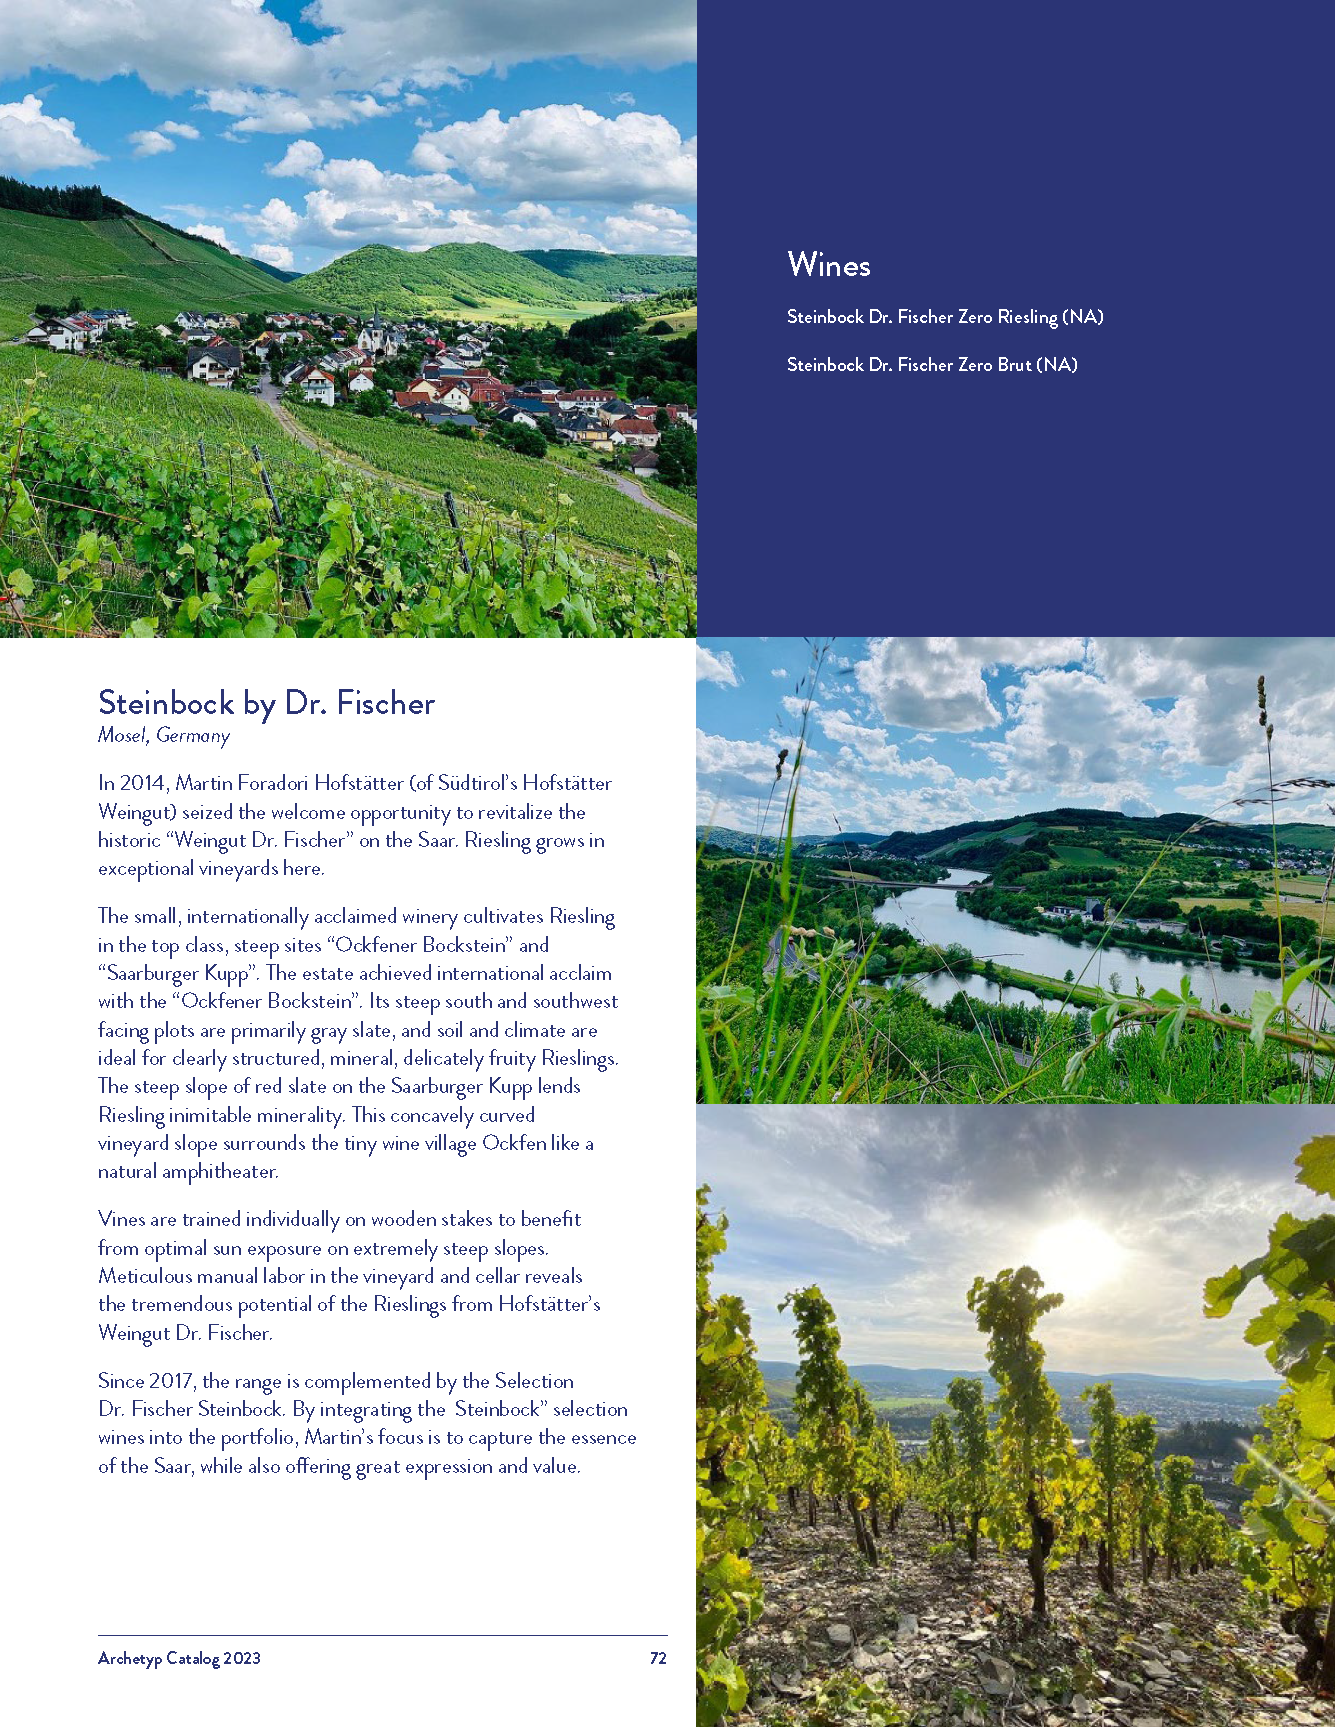 Wines
Steinbock Dr. Fischer Zero Riesling (NA)
Steinbock Dr. Fischer Zero Brut (NA)
Steinbock by Dr. Fischer
Mosel, Germany
In 2014, Martin Foradori Hofstätter (of Südtirol’s Hofstätter
Weingut) seized the welcome opportunity to revitalize the
historic “Weingut Dr. Fischer” on the Saar. Riesling grows in
exceptional vineyards here.
The small, internationally acclaimed winery cultivates Riesling
in the top class, steep sites “Ockfener Bockstein” and
“Saarburger Kupp”. The estate achieved international acclaim
with the “Ockfener Bockstein”. Its steep south and southwest
facing plots are primarily gray slate, and soil and climate are
ideal for clearly structured, mineral, delicately fruity Rieslings.
The steep slope of red slate on the Saarburger Kupp lends
Riesling inimitable minerality. This concavely curved
vineyard slope surrounds the tiny wine village Ockfen like a
natural amphitheater.
Vines are trained individually on wooden stakes to benefit
from optimal sun exposure on extremely steep slopes.
Meticulous manual labor in the vineyard and cellar reveals
the tremendous potential of the Rieslings from Hofstätter’s
Weingut Dr. Fischer.
Since 2017, the range is complemented by the Selection
Dr. Fischer Steinbock. By integrating the  Steinbock” selection
wines into the portfolio, Martin’s focus is to capture the essence
of the Saar, while also offering great expression and value.
Archetyp Catalog 2023 72